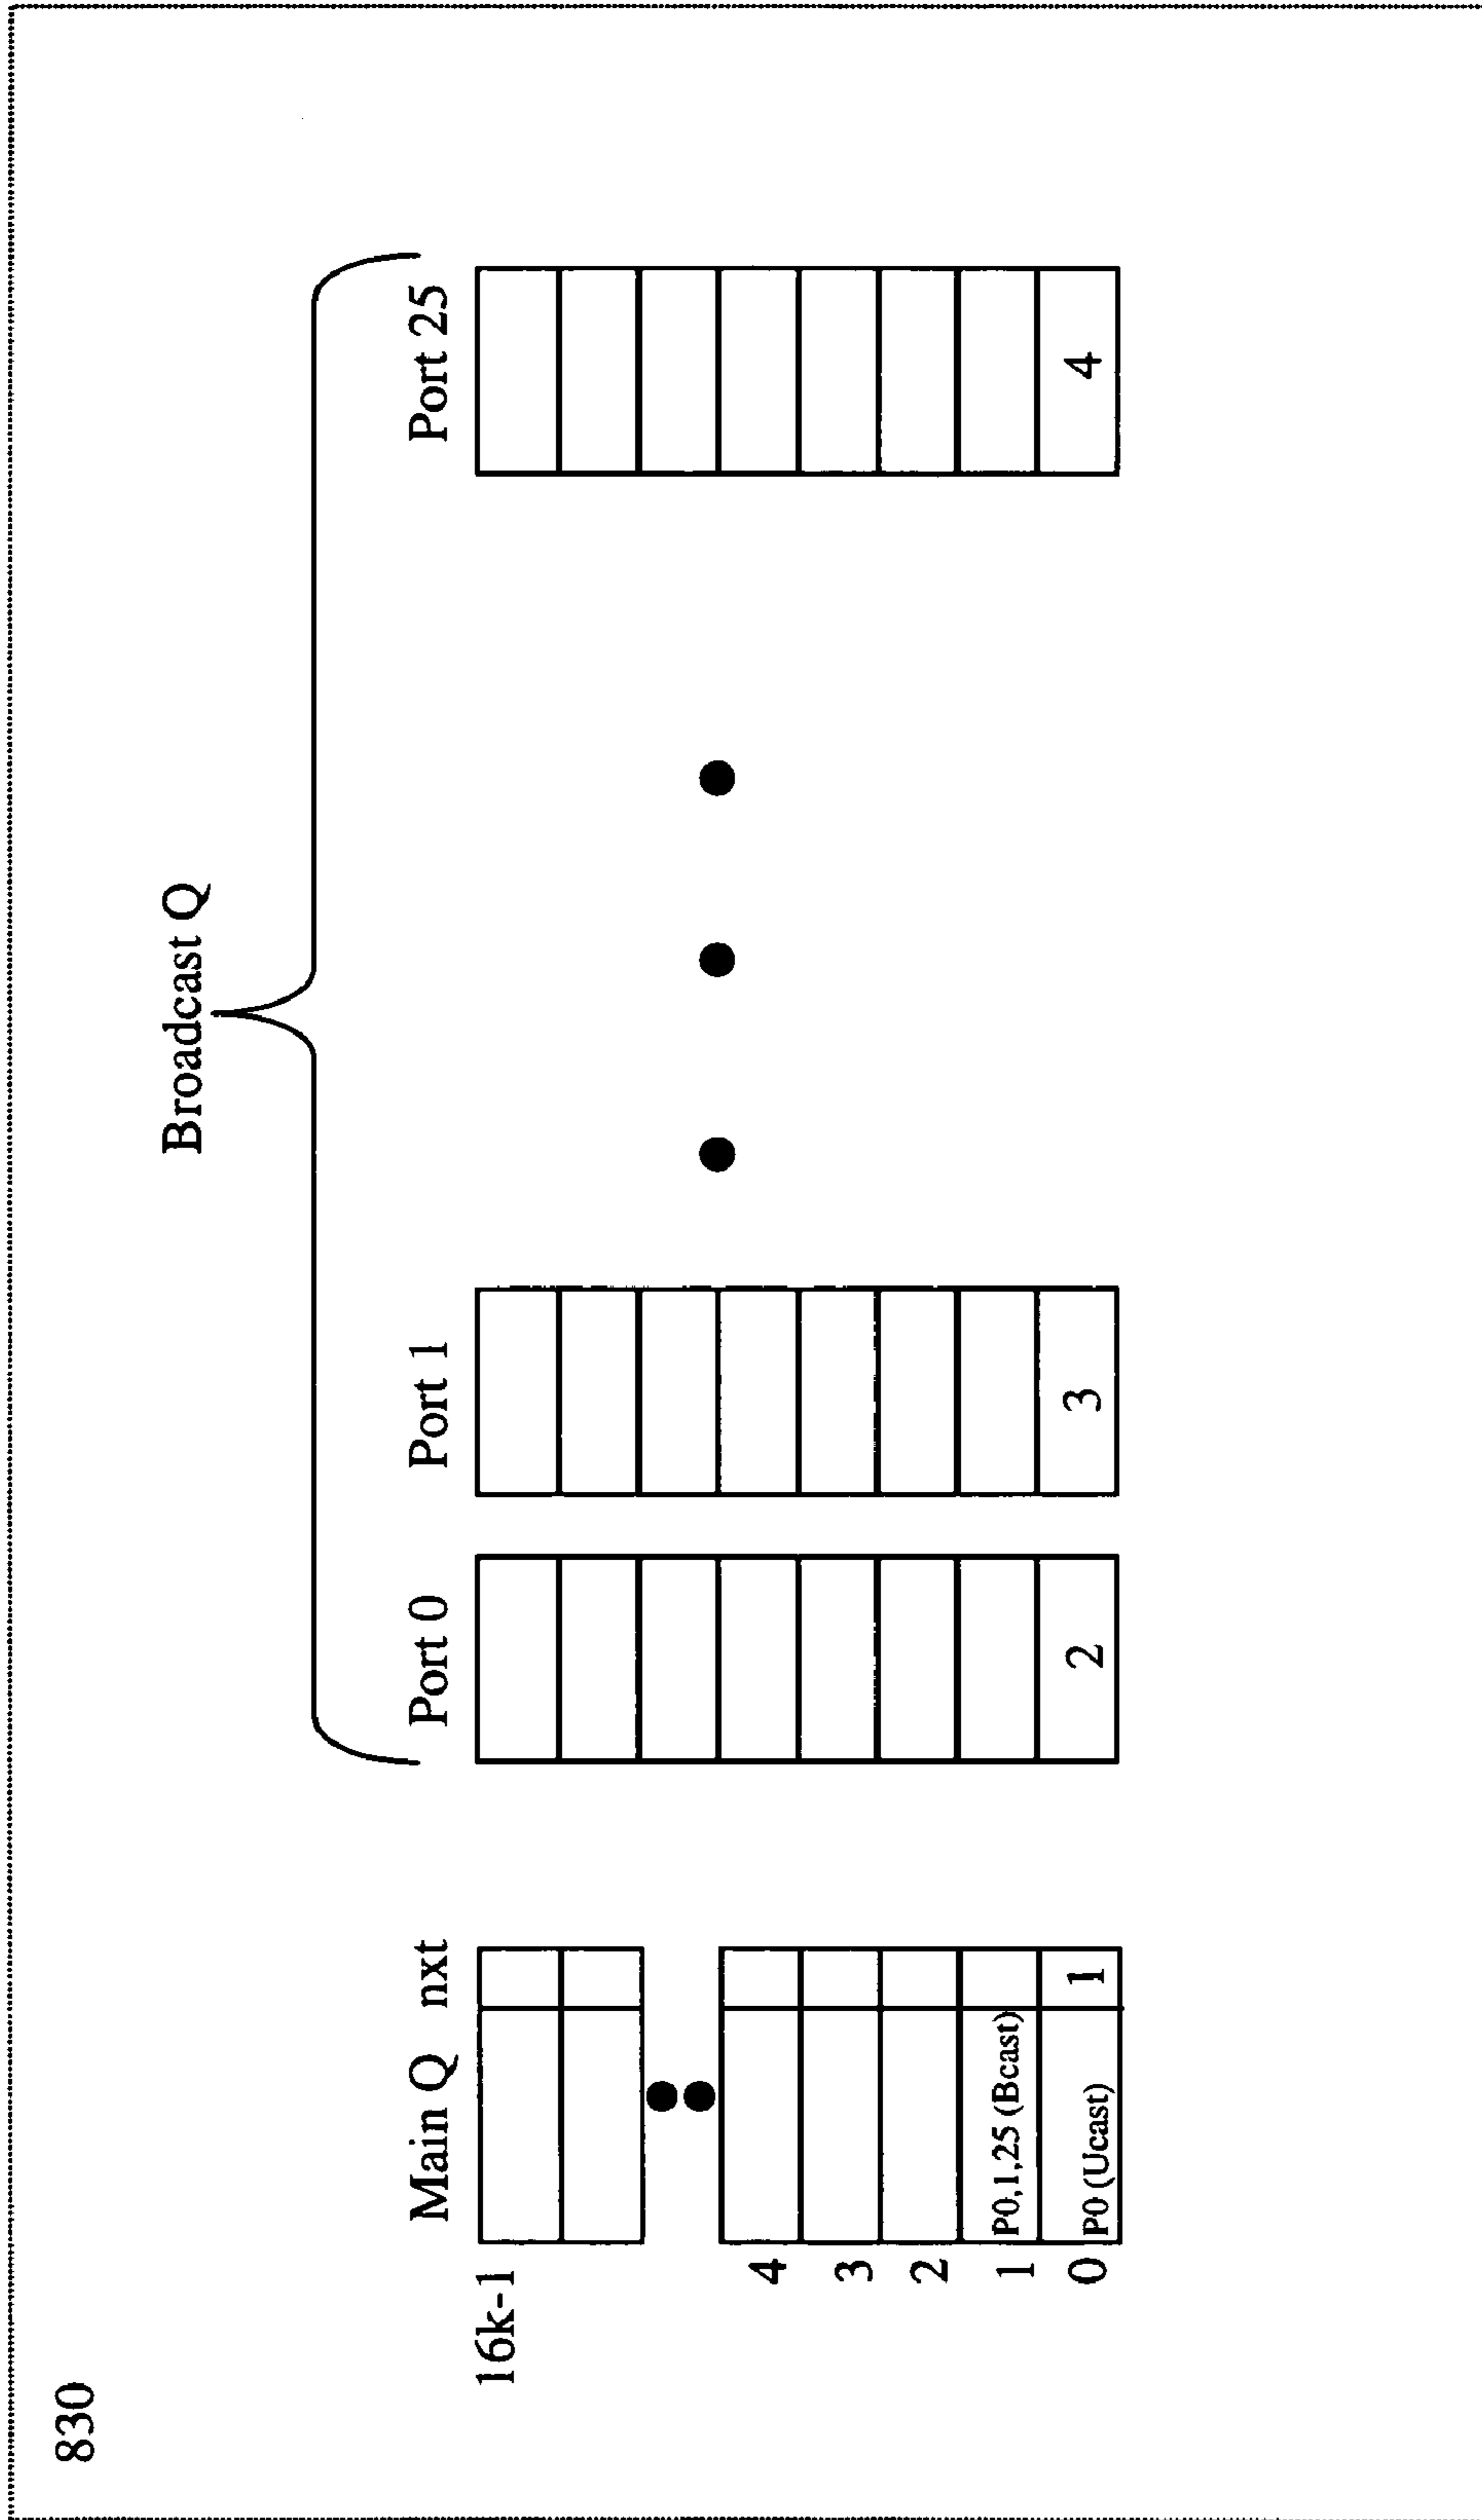 830
Broadcast Q
Main Q nxt Port 0 Port 1 Port 25
16k-1
4
3
2
1 P0,1,25 (Bcast)
0 P0 (Ucast) 1 2 3 4